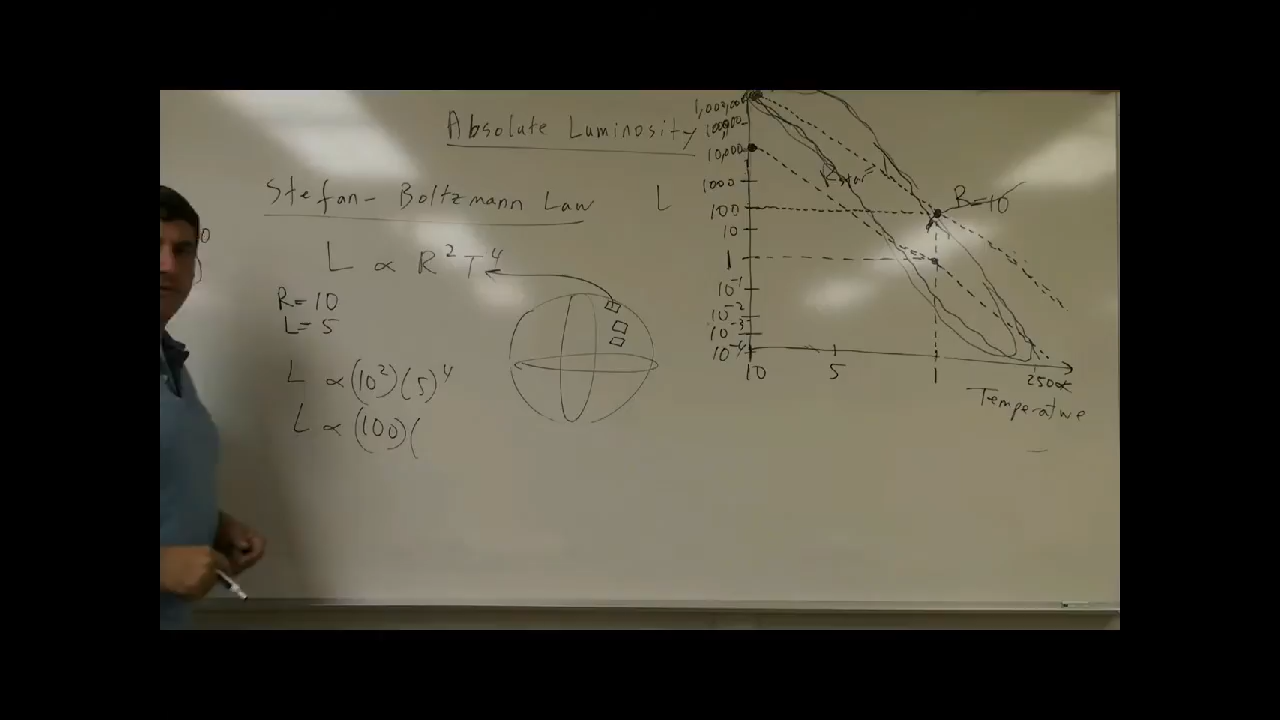 Absolute Luminosity
Stefan-Boltzmann Law
L ∝ R²T⁴
R=10
L=5
L ∝ (10²)(5)⁴
L ∝ (100)(
L
1,000,000
100,000
10,000
1000
100
10
1
10⁻¹
10⁻²
10⁻³
10⁻⁴
R=10
10 5 1
Temperature